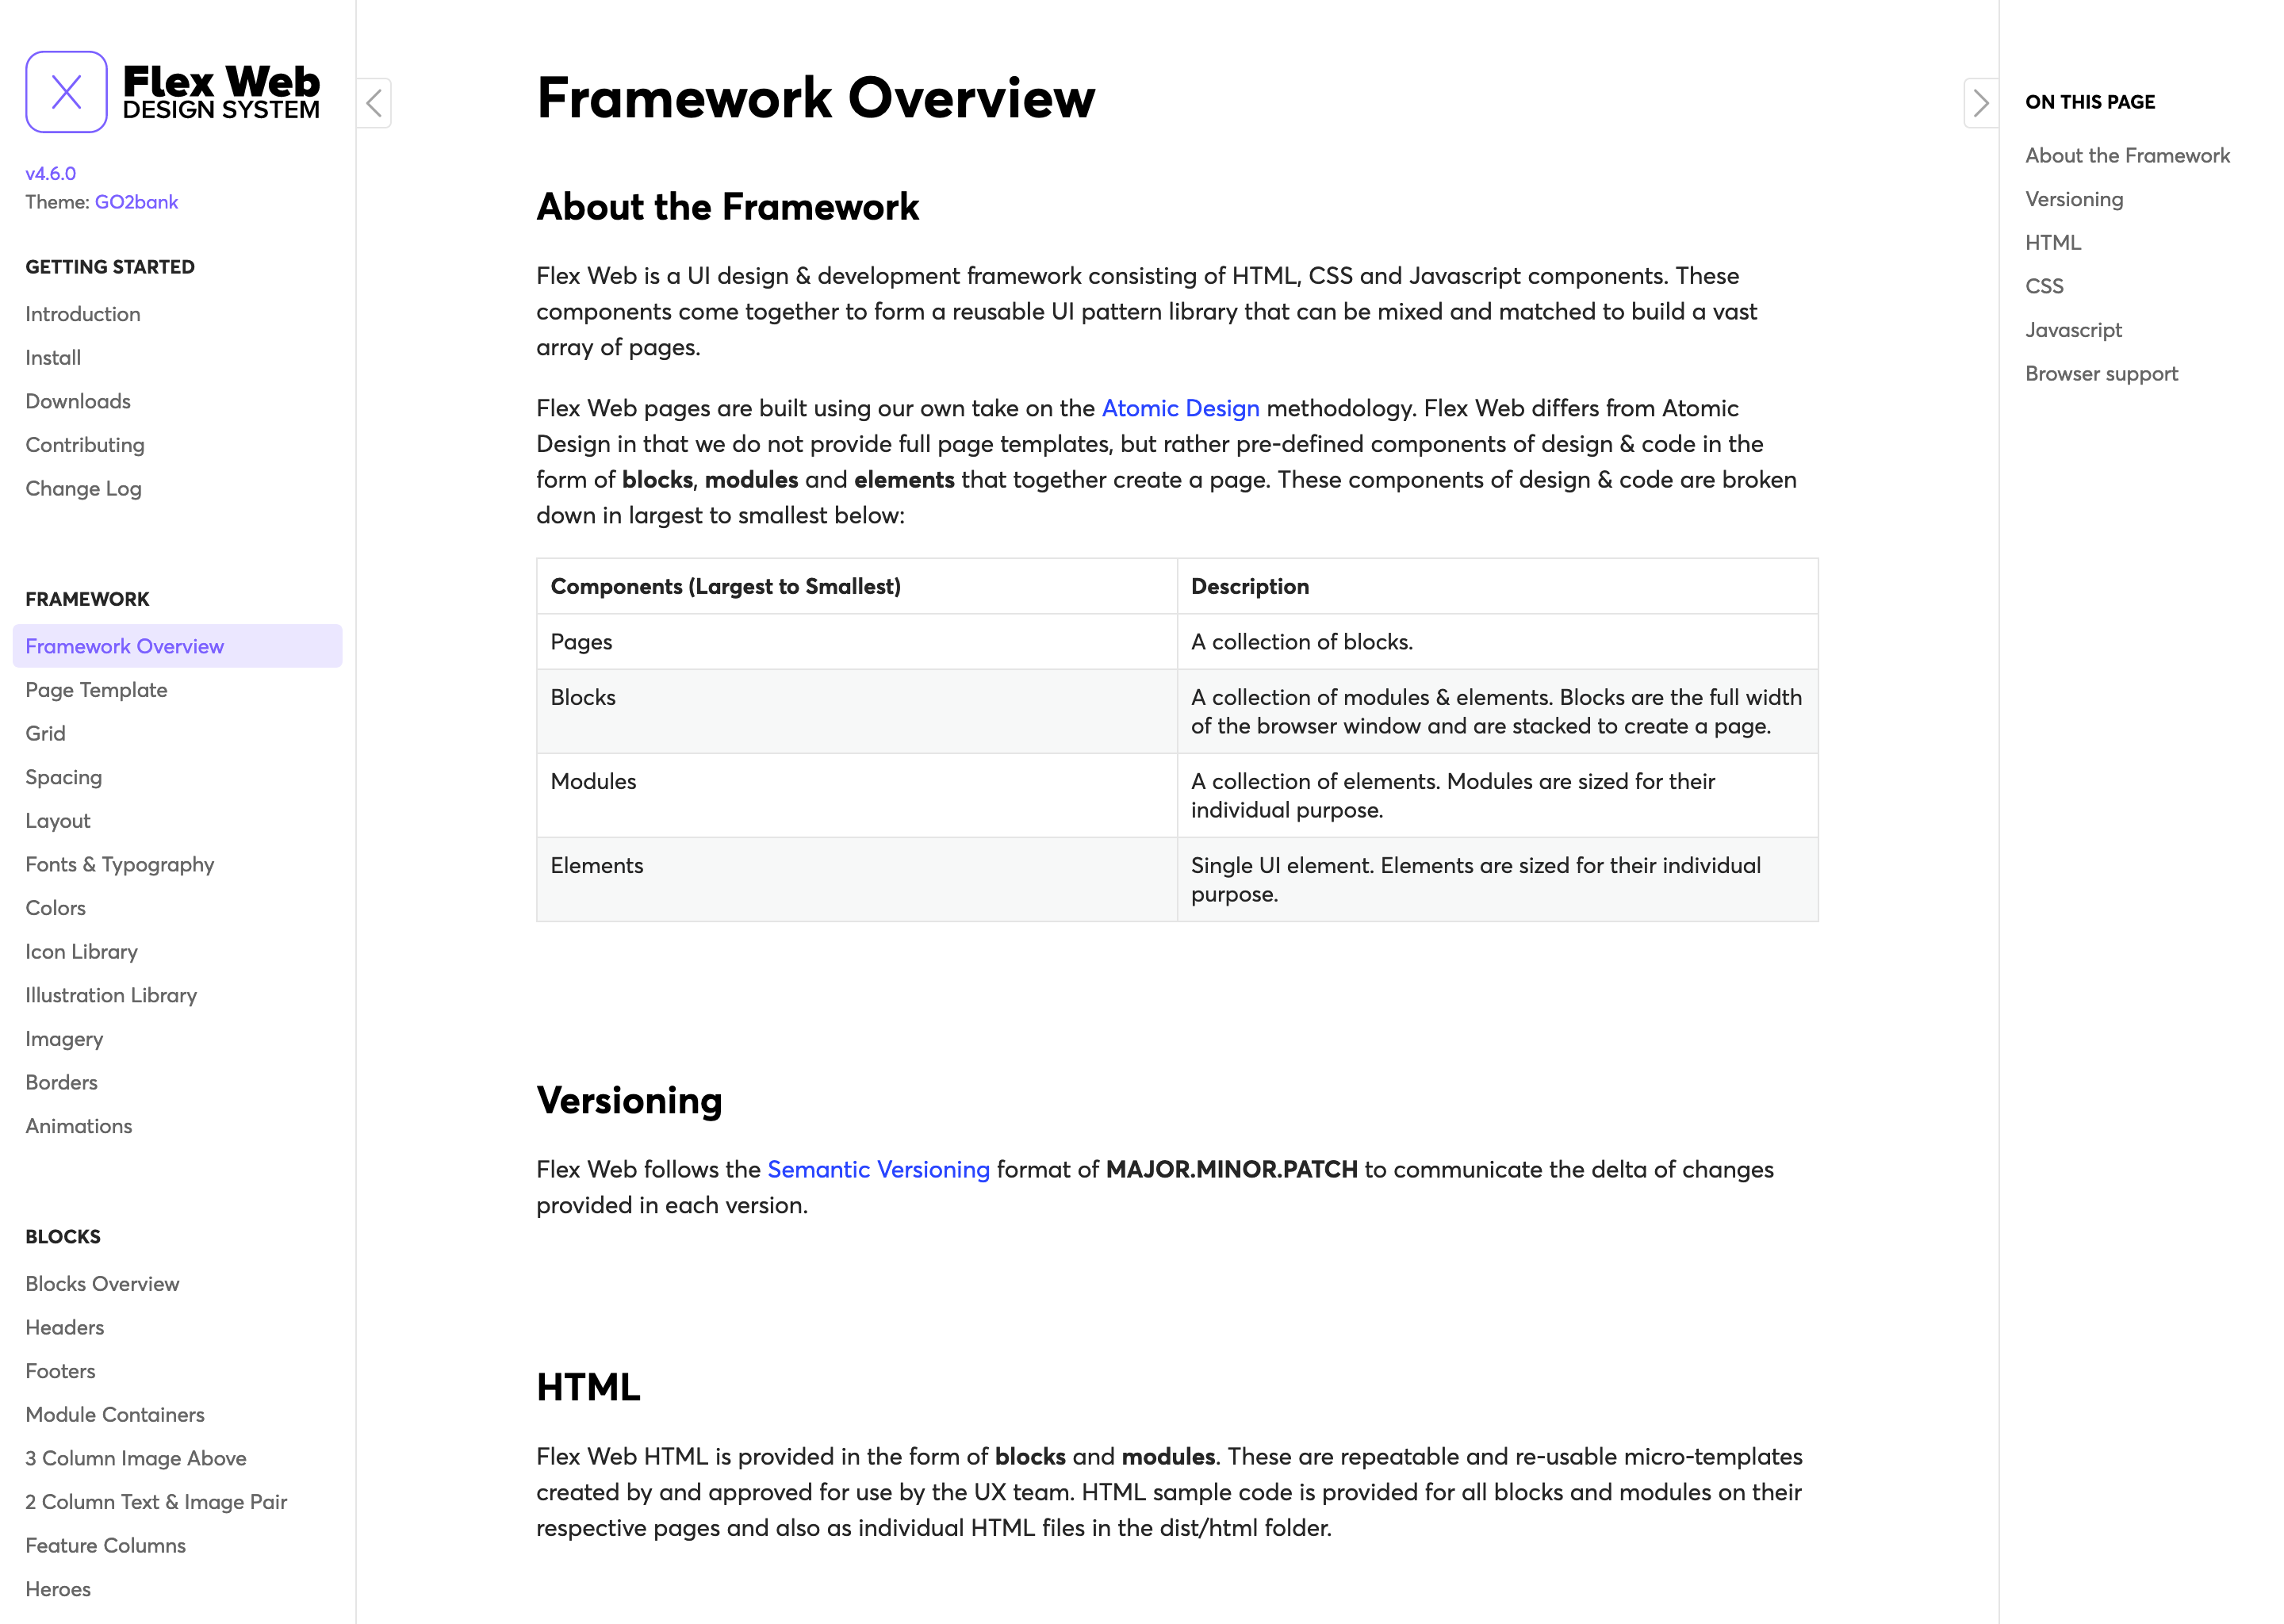 Flex Web
DESIGN SYSTEM
v4.6.0
Theme: GO2bank
GETTING STARTED
Introduction
Install
Downloads
Contributing
Change Log
FRAMEWORK
Framework Overview
Page Template
Grid
Spacing
Layout
Fonts & Typography
Colors
Icon Library
Illustration Library
Imagery
Borders
Animations
BLOCKS
Blocks Overview
Headers
Footers
Module Containers
3 Column Image Above
2 Column Text & Image Pair
Feature Columns
Heroes
Framework Overview
About the Framework
Flex Web is a UI design & development framework consisting of HTML, CSS and Javascript components. These
components come together to form a reusable UI pattern library that can be mixed and matched to build a vast
array of pages.
Flex Web pages are built using our own take on the Atomic Design methodology. Flex Web differs from Atomic
Design in that we do not provide full page templates, but rather pre-defined components of design & code in the
form of blocks, modules and elements that together create a page. These components of design & code are broken
down in largest to smallest below:
Components (Largest to Smallest) Description
Pages A collection of blocks.
Blocks A collection of modules & elements. Blocks are the full width
of the browser window and are stacked to create a page.
Modules A collection of elements. Modules are sized for their
individual purpose.
Elements Single UI element. Elements are sized for their individual
purpose.
Versioning
Flex Web follows the Semantic Versioning format of MAJOR.MINOR.PATCH to communicate the delta of changes
provided in each version.
HTML
Flex Web HTML is provided in the form of blocks and modules. These are repeatable and re-usable micro-templates
created by and approved for use by the UX team. HTML sample code is provided for all blocks and modules on their
respective pages and also as individual HTML files in the dist/html folder.
ON THIS PAGE
About the Framework
Versioning
HTML
CSS
Javascript
Browser support